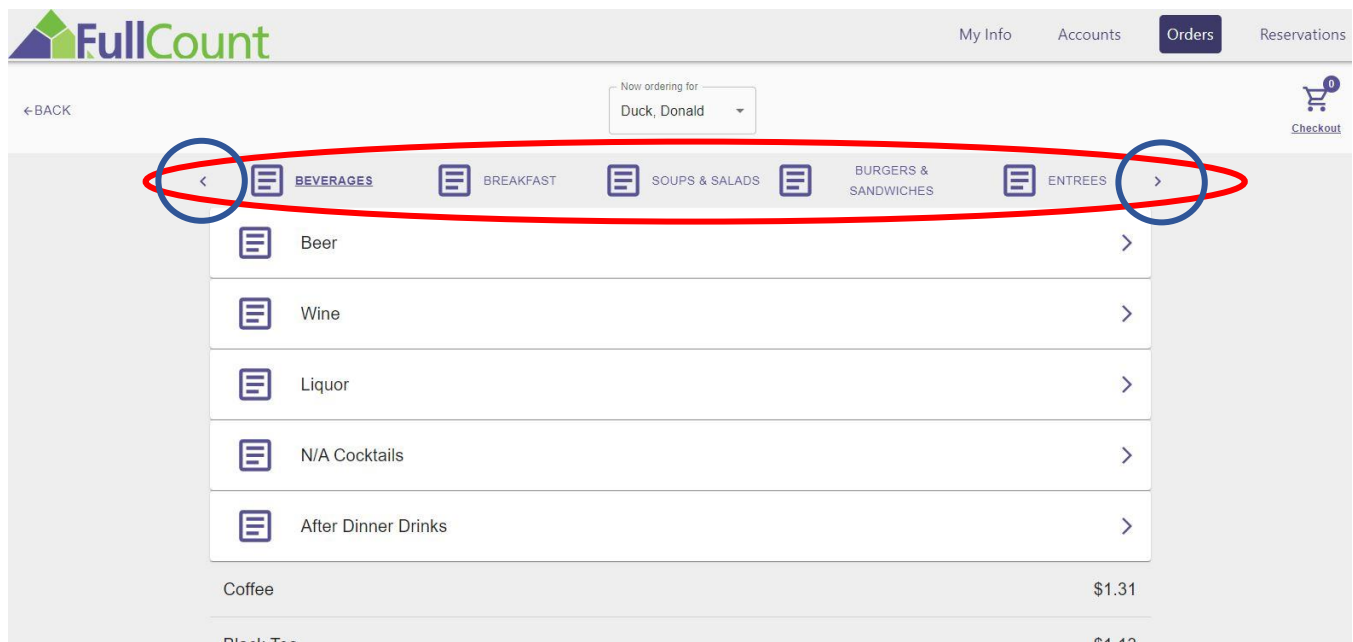 FullCount
My Info Accounts Orders Reservations
←BACK
Now ordering for
Duck, Donald
0
Checkout
BEVERAGES BREAKFAST SOUPS & SALADS BURGERS & SANDWICHES ENTREES
Beer
Wine
Liquor
N/A Cocktails
After Dinner Drinks
Coffee $1.31